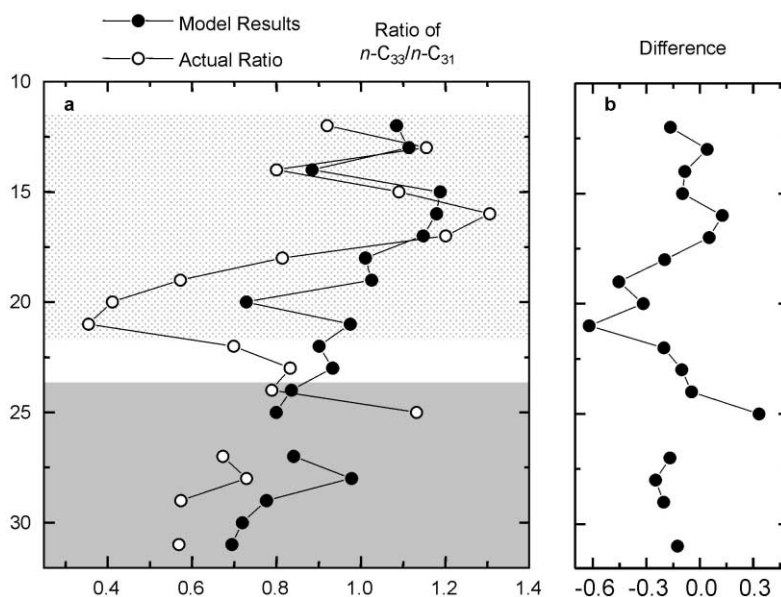 Model Results
Actual Ratio
Ratio of
n-C33/n-C31
Difference
a
b
10
15
20
25
30
0.4 0.6 0.8 1.0 1.2 1.4
-0.6 -0.3 0.0 0.3